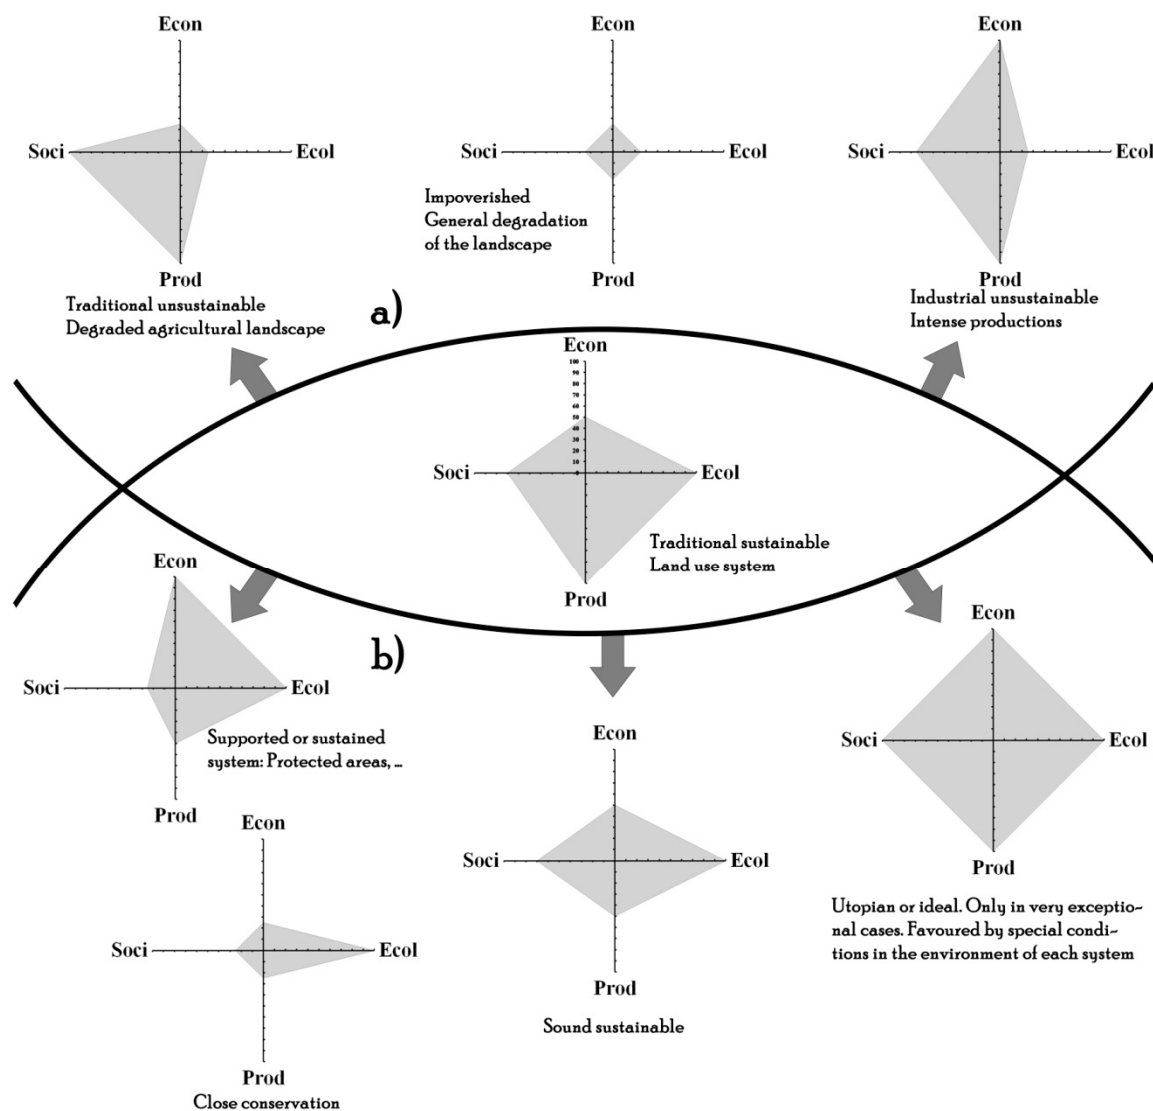 Econ
Soci
Ecol
Prod
Traditional unsustainable
Degraded agricultural landscape
Econ
Soci
Ecol
Impoverished
General degradation
of the landscape
Prod
Econ
Soci
Ecol
Prod
Industrial unsustainable
Intense productions
a)
Econ
100
90
80
70
60
50
40
30
20
10
0
Soci
Ecol
Traditional sustainable
Land use system
Prod
b)
Econ
Soci
Ecol
Supported or sustained
system: Protected areas, ...
Prod
Econ
Soci
Ecol
Prod
Close conservation
Econ
Soci
Ecol
Prod
Sound sustainable
Econ
Soci
Ecol
Prod
Utopian or ideal. Only in very exceptio-
nal cases. Favoured by special condi-
tions in the environment of each system